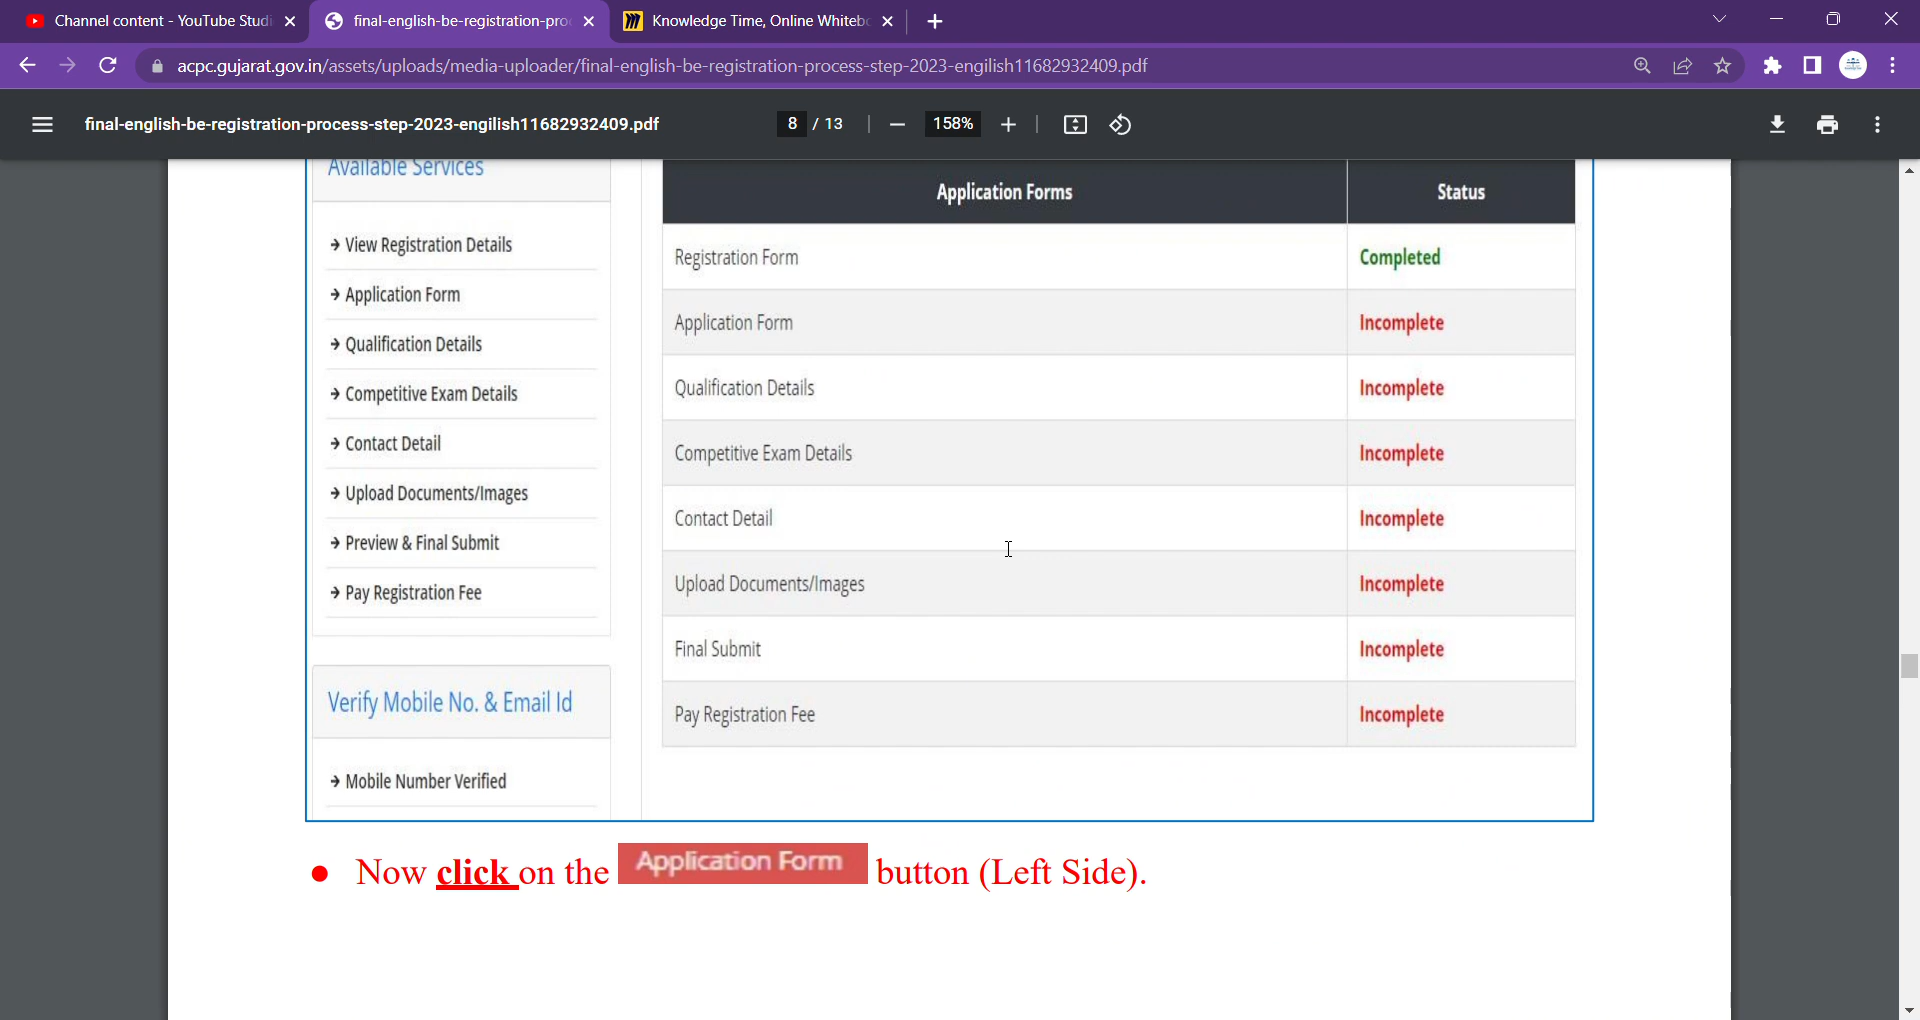 Channel content - YouTube Studi
final-english-be-registration-pro
Knowledge Time, Online Whitebo
acpc.gujarat.gov.in/assets/uploads/media-uploader/final-english-be-registration-process-step-2023-engilish11682932409.pdf
final-english-be-registration-process-step-2023-engilish11682932409.pdf
8 / 13
158%
Available Services
→ View Registration Details
→ Application Form
→ Qualification Details
→ Competitive Exam Details
→ Contact Detail
→ Upload Documents/Images
→ Preview & Final Submit
→ Pay Registration Fee
Verify Mobile No. & Email Id
→ Mobile Number Verified
Application Forms Status
Registration Form Completed
Application Form Incomplete
Qualification Details Incomplete
Competitive Exam Details Incomplete
Contact Detail Incomplete
Upload Documents/Images Incomplete
Final Submit Incomplete
Pay Registration Fee Incomplete
● Now click on the Application Form button (Left Side).